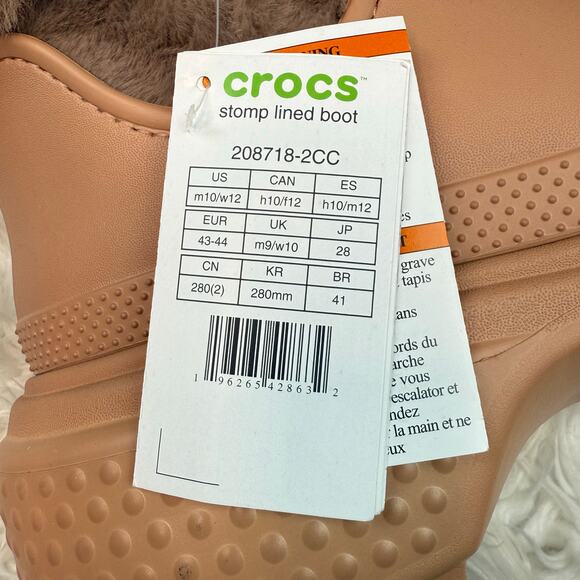 crocs™
stomp lined boot
208718-2CC
US CAN ES
m10/w12 h10/f12 h10/m12
EUR UK JP
43-44 m9/w10 28
CN KR BR
280(2) 280mm 41
1 96265 42863 2
grave
tapis
ans
ords du
arche
vous
escalator et
ndez
la main et ne
ux